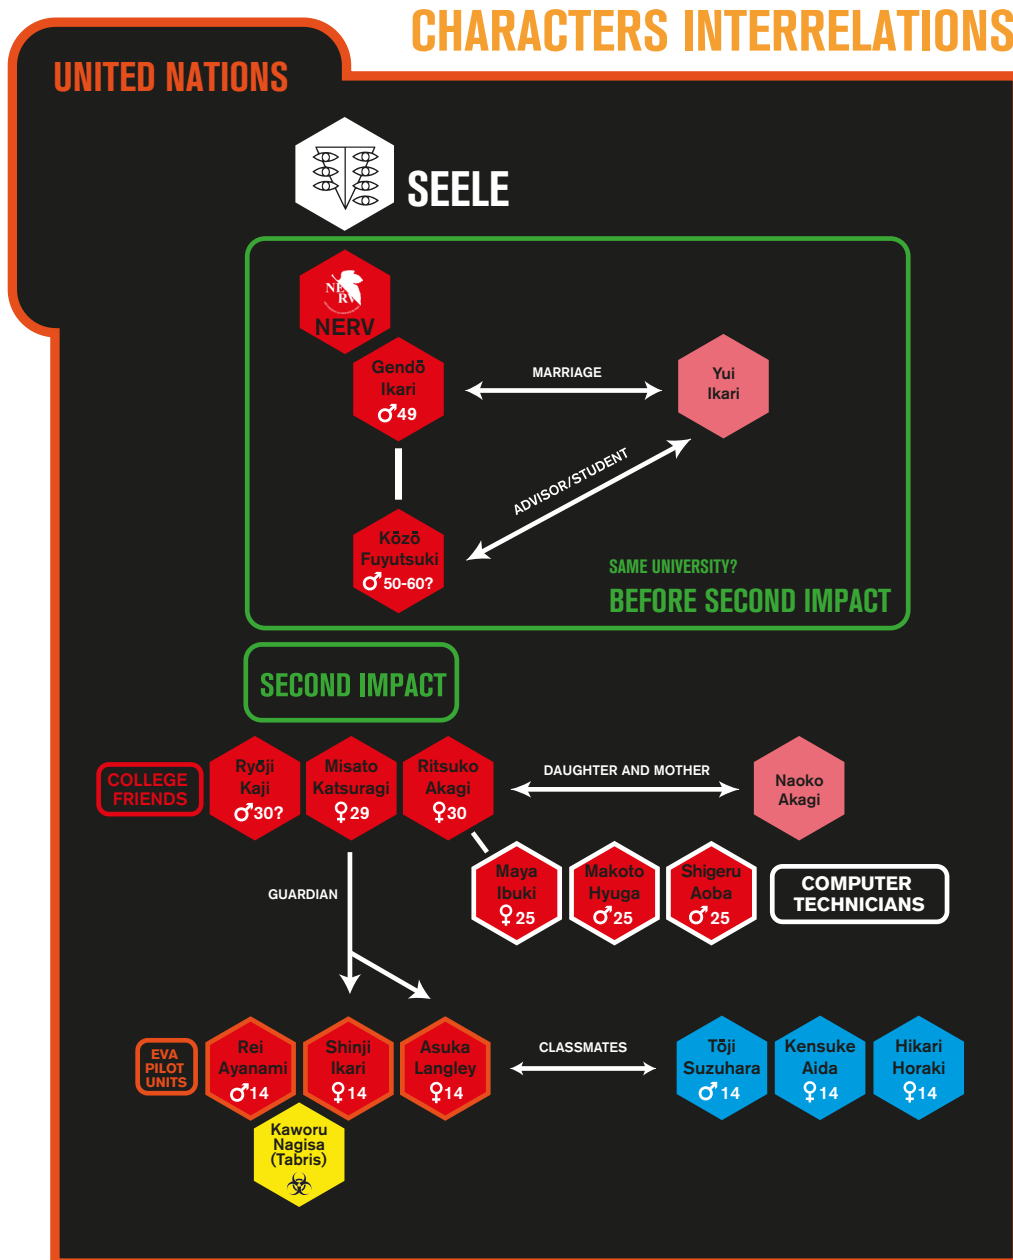 CHARACTERS INTERRELATIONS
UNITED NATIONS
SEELE
NE
RV
NERV
Gendō
Ikari
♂49
MARRIAGE
Yui
Ikari
ADVISOR/STUDENT
Kōzō
Fuyutsuki
♂50-60?
SAME UNIVERSITY?
BEFORE SECOND IMPACT
SECOND IMPACT
COLLEGE
FRIENDS
Ryōji
Kaji
♂30?
Misato
Katsuragi
♀29
Ritsuko
Akagi
♀30
DAUGHTER AND MOTHER
Naoko
Akagi
GUARDIAN
Maya
Ibuki
♀25
Makoto
Hyuga
♂25
Shigeru
Aoba
♂25
COMPUTER
TECHNICIANS
EVA
PILOT
UNITS
Rei
Ayanami
♂14
Shinji
Ikari
♀14
Asuka
Langley
♀14
CLASSMATES
Tōji
Suzuhara
♂14
Kensuke
Aida
♀14
Hikari
Horaki
♀14
Kaworu
Nagisa
(Tabris)